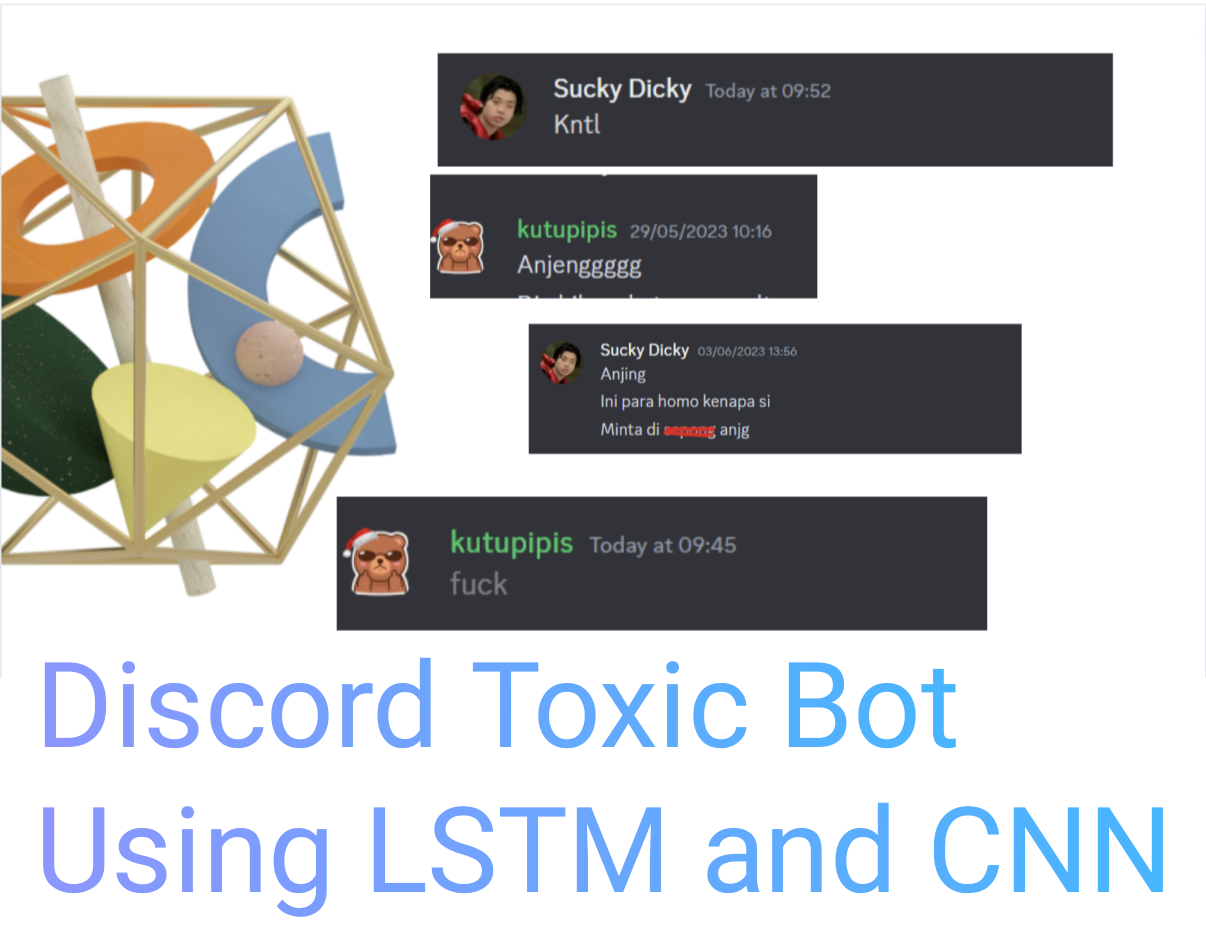 Sucky Dicky Today at 09:52
Kntl
kutupipis 29/05/2023 10:16
Anjenggggg
Sucky Dicky 03/06/2023 13:56
Anjing
Ini para homo kenapa si
Minta di anjg
kutupipis Today at 09:45
fuck
Discord Toxic Bot
Using LSTM and CNN